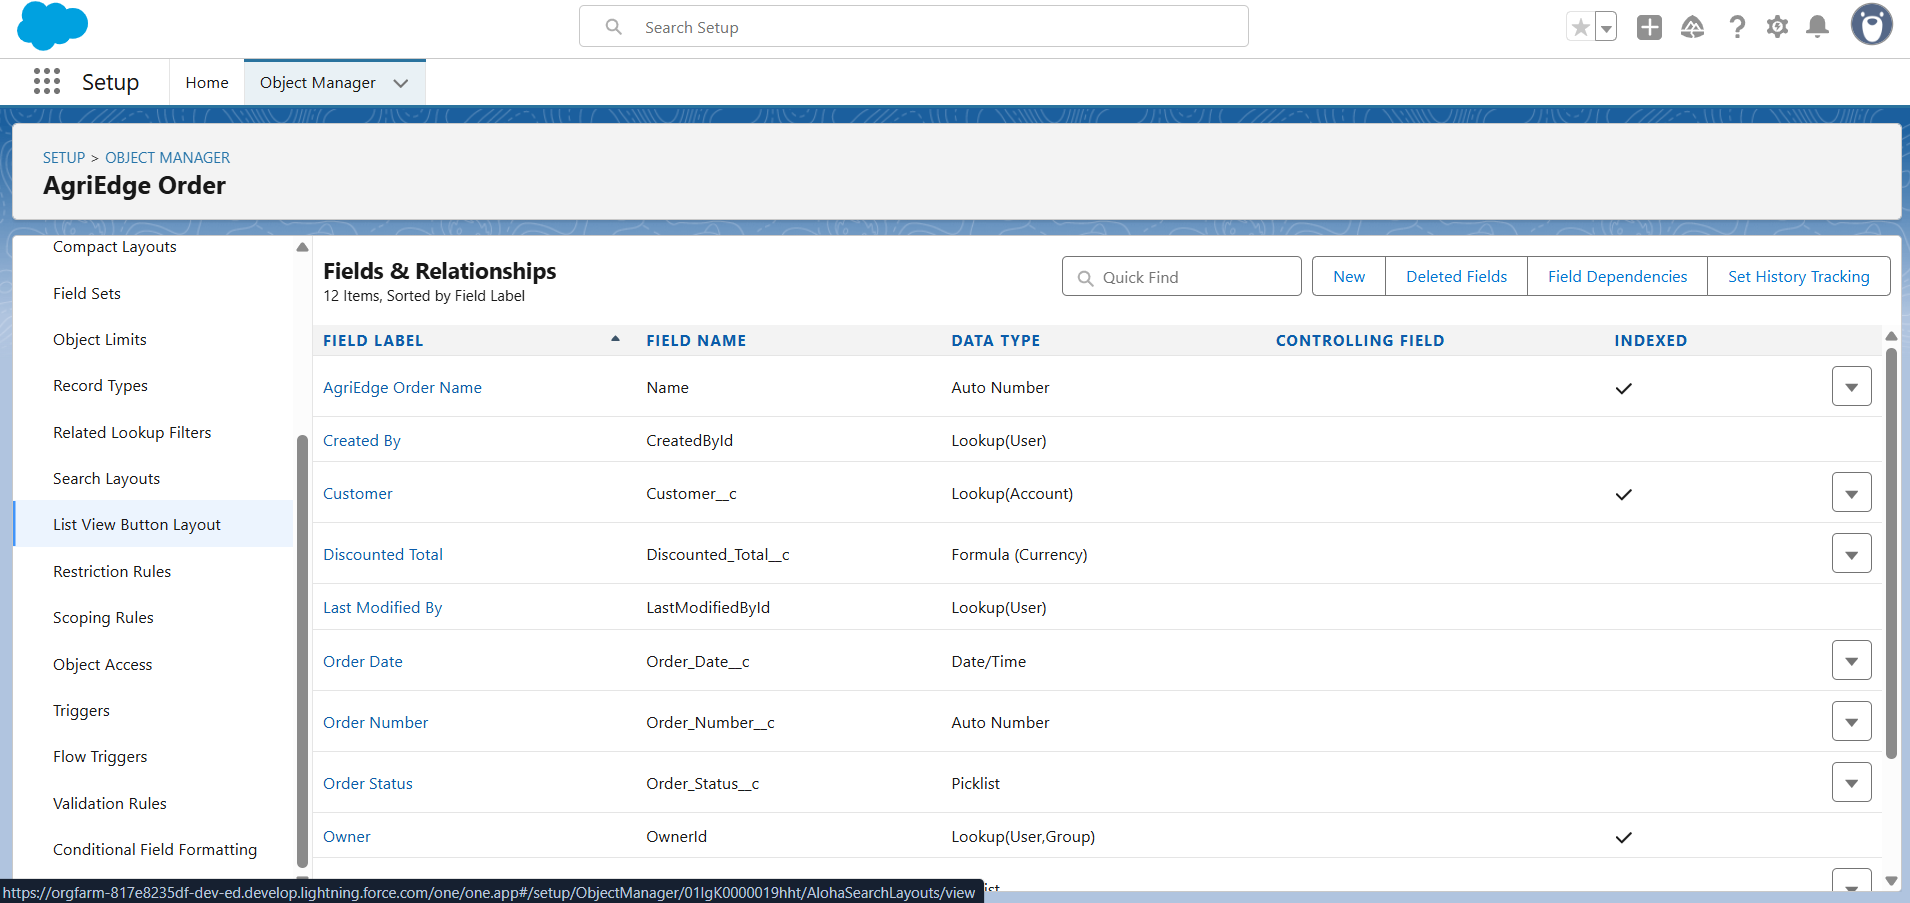 Search Setup
Setup
Home
Object Manager
SETUP > OBJECT MANAGER
AgriEdge Order
Compact Layouts
Field Sets
Object Limits
Record Types
Related Lookup Filters
Search Layouts
List View Button Layout
Restriction Rules
Scoping Rules
Object Access
Triggers
Flow Triggers
Validation Rules
Conditional Field Formatting
Fields & Relationships
12 Items, Sorted by Field Label
Quick Find
New
Deleted Fields
Field Dependencies
Set History Tracking
FIELD LABEL FIELD NAME DATA TYPE CONTROLLING FIELD INDEXED
AgriEdge Order Name Name Auto Number
Created By CreatedById Lookup(User)
Customer Customer__c Lookup(Account)
Discounted Total Discounted_Total__c Formula (Currency)
Last Modified By LastModifiedById Lookup(User)
Order Date Order_Date__c Date/Time
Order Number Order_Number__c Auto Number
Order Status Order_Status__c Picklist
Owner OwnerId Lookup(User,Group)
https://orgfarm-817e8235df-dev-ed.develop.lightning.force.com/one/one.app#/setup/ObjectManager/01IgK0000019hht/AlohaSearchLayouts/view